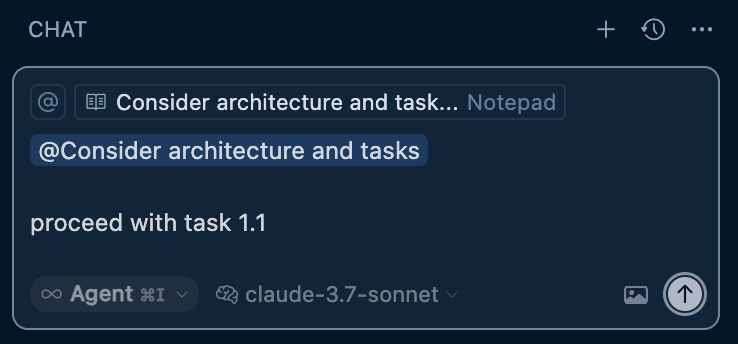 CHAT
@ Consider architecture and task... Notepad
@Consider architecture and tasks
proceed with task 1.1
Agent ⌘I claude-3.7-sonnet